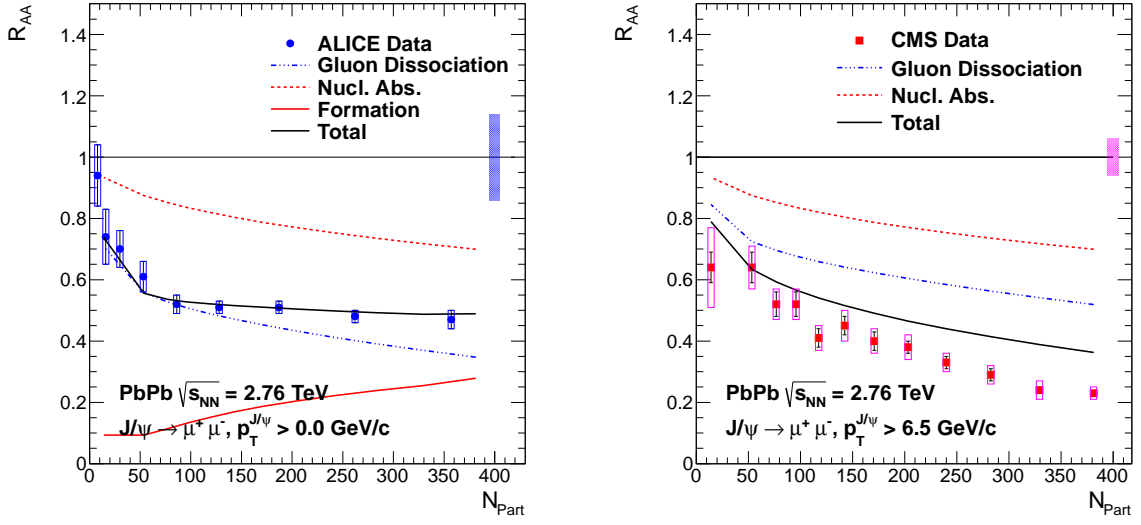 R_AA
1.4
1.2
1
0.8
0.6
0.4
0.2
0
ALICE Data
Gluon Dissociation
Nucl. Abs.
Formation
Total
PbPb √s_NN = 2.76 TeV
J/ψ → μ⁺ μ⁻, p_T^{J/ψ} > 0.0 GeV/c
0 50 100 150 200 250 300 350 400
N_Part
R_AA
1.4
1.2
1
0.8
0.6
0.4
0.2
0
CMS Data
Gluon Dissociation
Nucl. Abs.
Total
PbPb √s_NN = 2.76 TeV
J/ψ → μ⁺ μ⁻, p_T^{J/ψ} > 6.5 GeV/c
0 50 100 150 200 250 300 350 400
N_Part